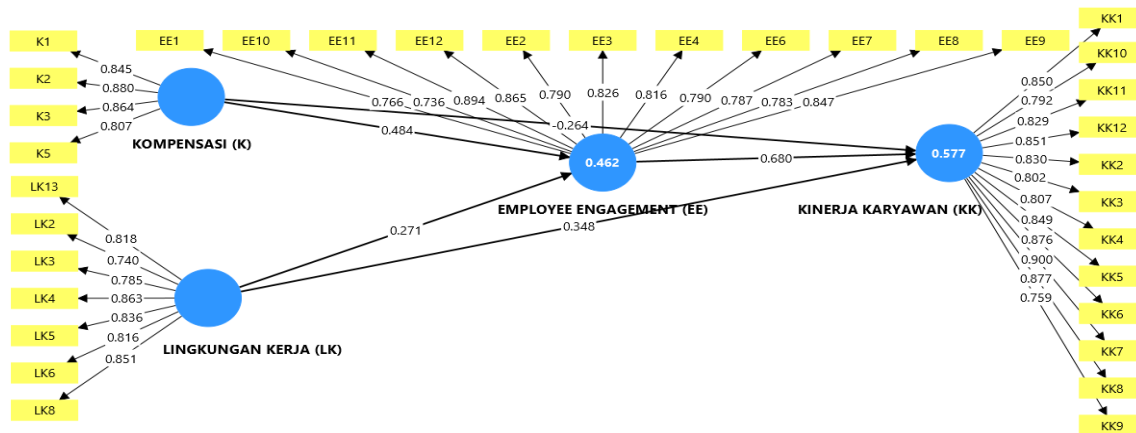 K1
K2
K3
K5
0.845
0.880
0.864
0.807
KOMPENSASI (K)
EE1
EE10
EE11
EE12
EE2
EE3
EE4
EE6
EE7
EE8
EE9
0.766
0.736
0.894
0.865
0.790
0.826
0.816
0.790
0.787
0.783
0.847
0.484
-0.264
0.462
0.680
EMPLOYEE ENGAGEMENT (EE)
0.271
0.348
LK13
LK2
LK3
LK4
LK5
LK6
LK8
0.818
0.740
0.785
0.863
0.836
0.816
0.851
LINGKUNGAN KERJA (LK)
0.577
KINERJA KARYAWAN (KK)
0.850
0.792
0.829
0.851
0.830
0.802
0.807
0.849
0.876
0.900
0.877
0.759
KK1
KK10
KK11
KK12
KK2
KK3
KK4
KK5
KK6
KK7
KK8
KK9